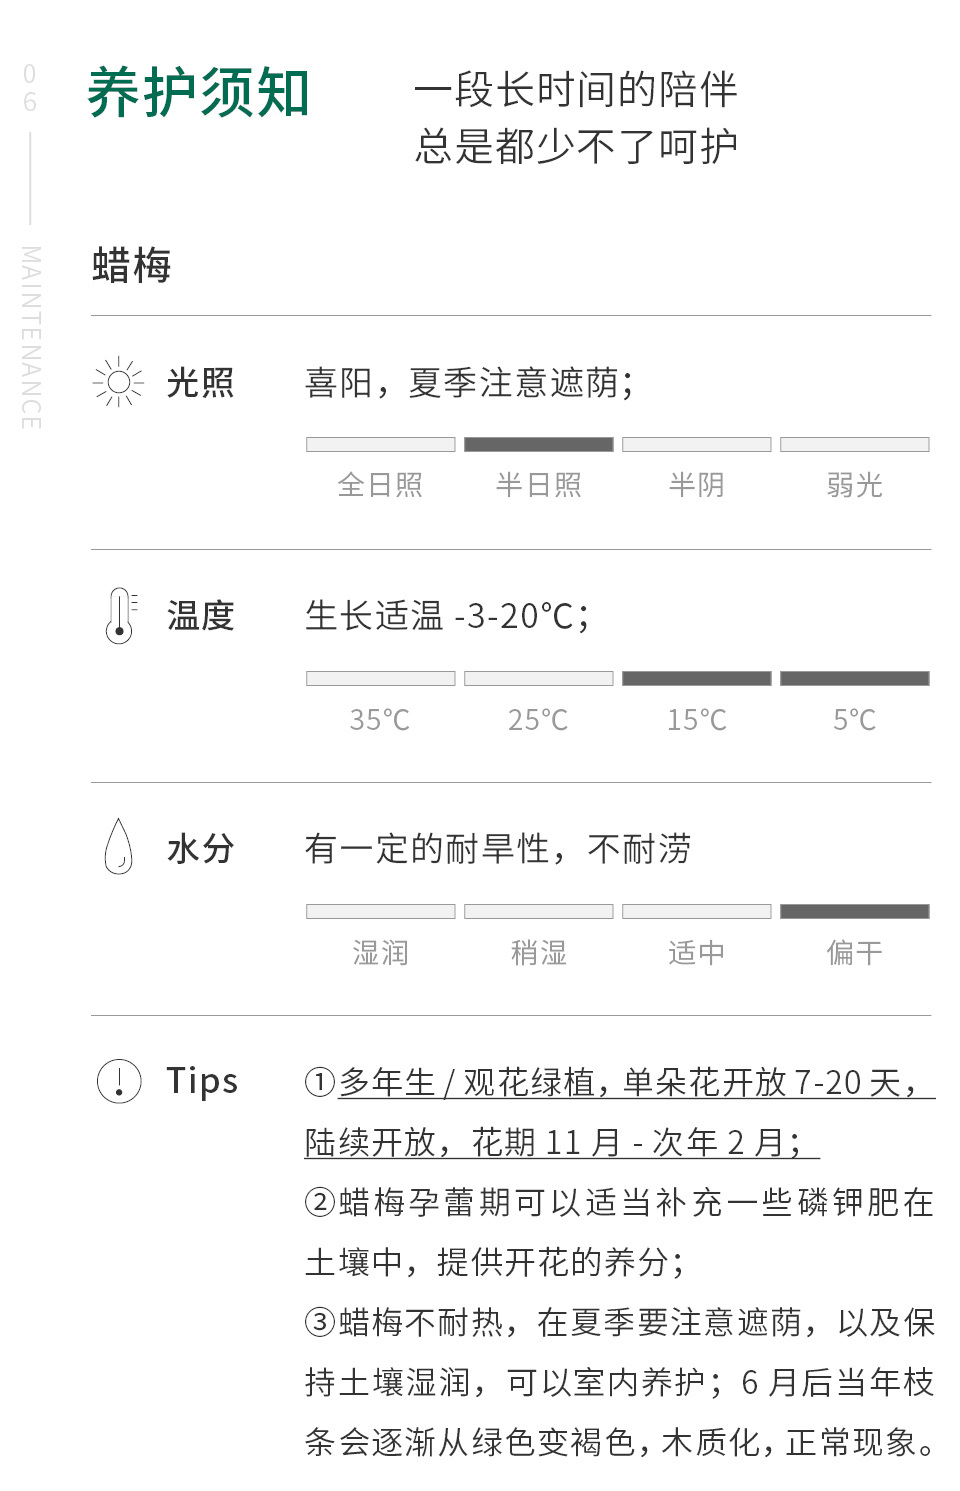 06
MAINTENANCE
养护须知
一段长时间的陪伴
总是都少不了呵护
蜡梅
光照
喜阳，夏季注意遮荫；
全日照 半日照 半阴 弱光
温度
生长适温 -3-20℃；
35℃ 25℃ 15℃ 5℃
水分
有一定的耐旱性，不耐涝
湿润 稍湿 适中 偏干
Tips
①多年生 / 观花绿植，单朵花开放 7-20 天，
陆续开放，花期 11 月 - 次年 2 月；
②蜡梅孕蕾期可以适当补充一些磷钾肥在
土壤中，提供开花的养分；
③蜡梅不耐热，在夏季要注意遮荫，以及保
持土壤湿润，可以室内养护；6 月后当年枝
条会逐渐从绿色变褐色，木质化，正常现象。